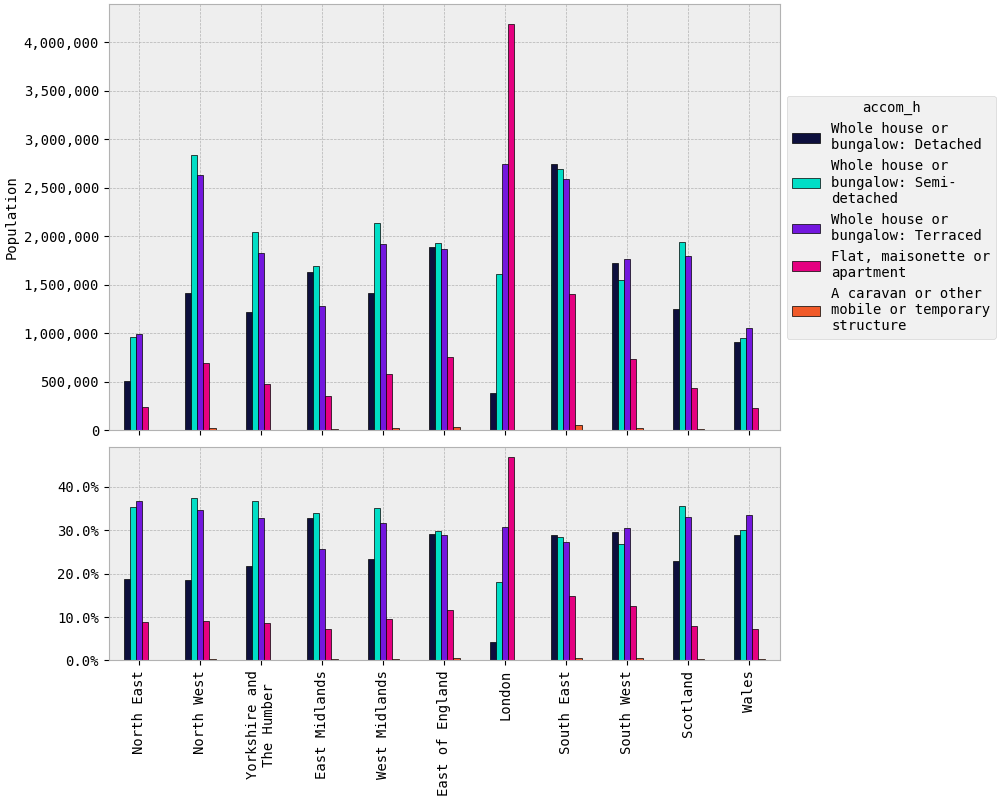 4,000,000
3,500,000
3,000,000
2,500,000
2,000,000
1,500,000
1,000,000
500,000
0
Population
accom_h
Whole house or
bungalow: Detached
Whole house or
bungalow: Semi-
detached
Whole house or
bungalow: Terraced
Flat, maisonette or
apartment
A caravan or other
mobile or temporary
structure
40.0%
30.0%
20.0%
10.0%
0.0%
North East
North West
Yorkshire and
The Humber
East Midlands
West Midlands
East of England
London
South East
South West
Scotland
Wales